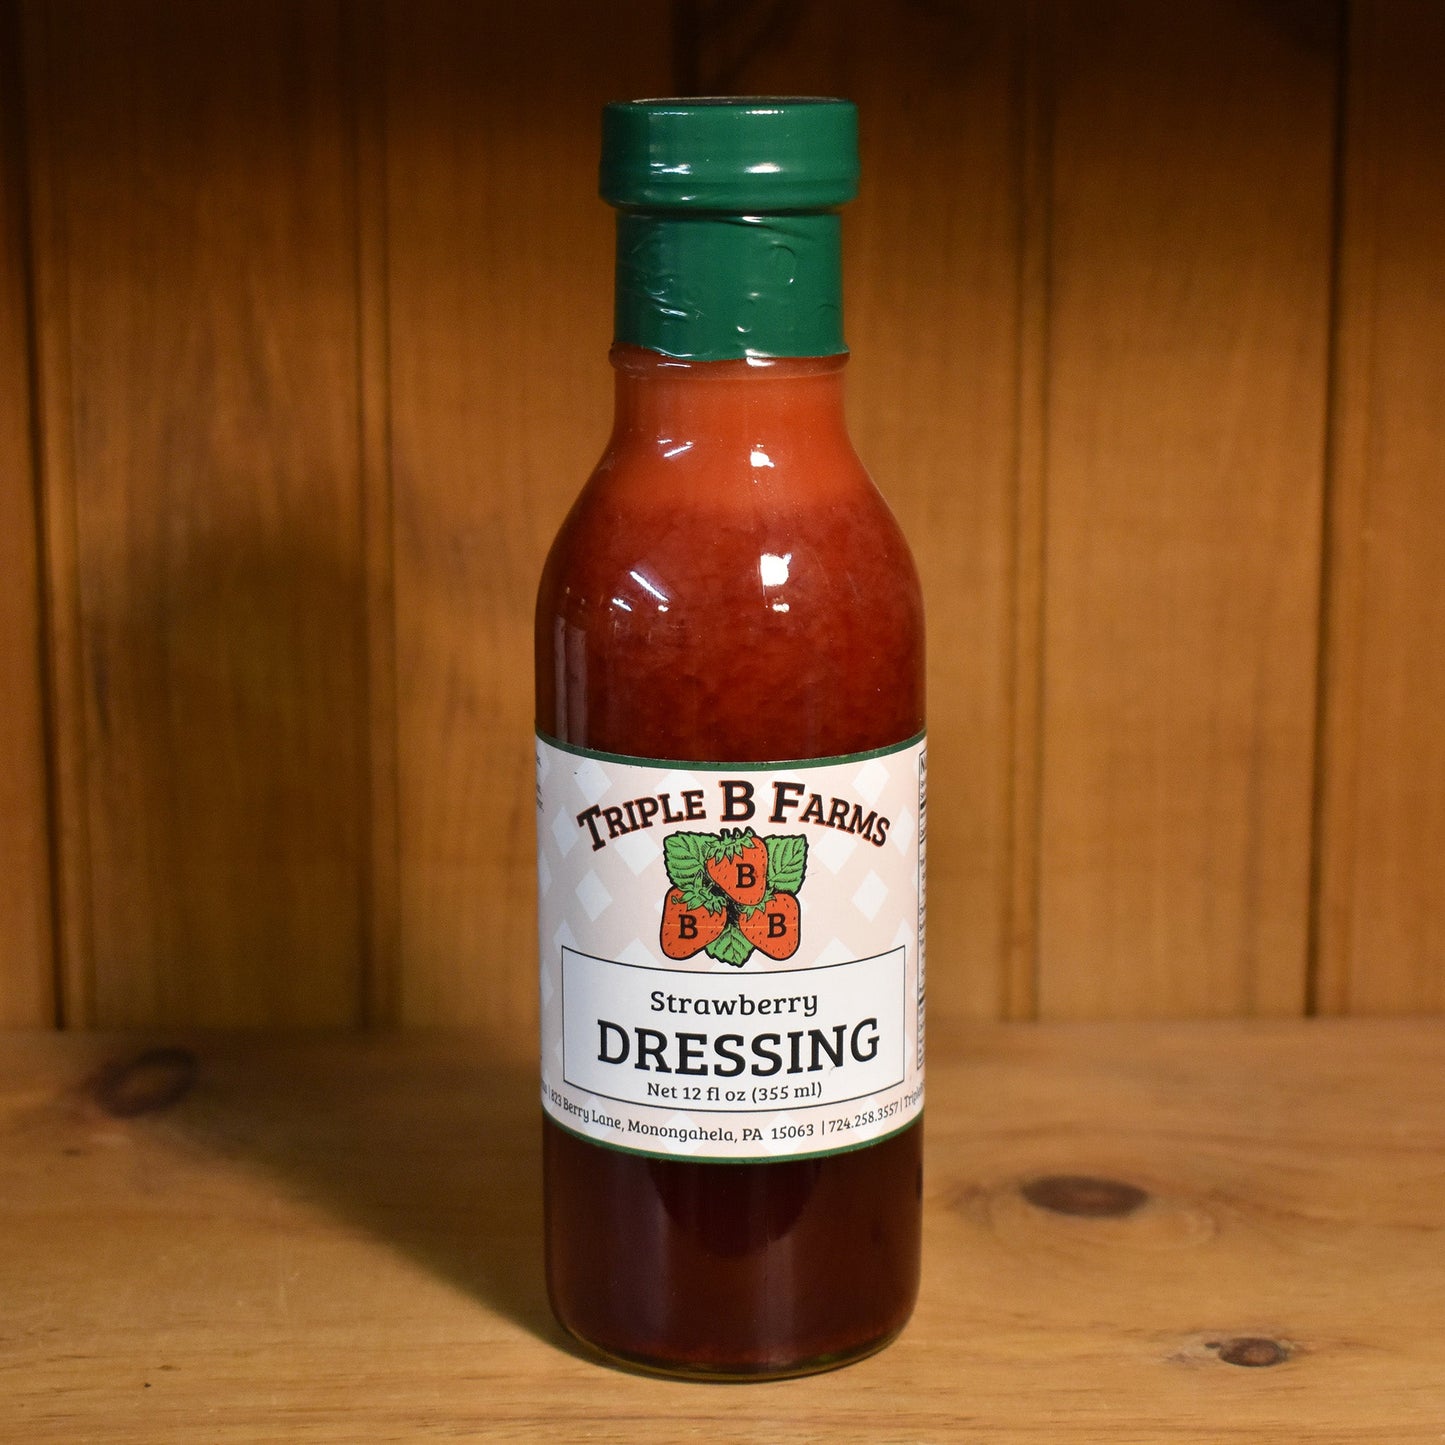 TRIPLE B FARMS
B
B B
Strawberry
DRESSING
Net 12 fl oz (355 ml)
| 823 Berry Lane, Monongahela, PA 15063 | 724.258.3557 |